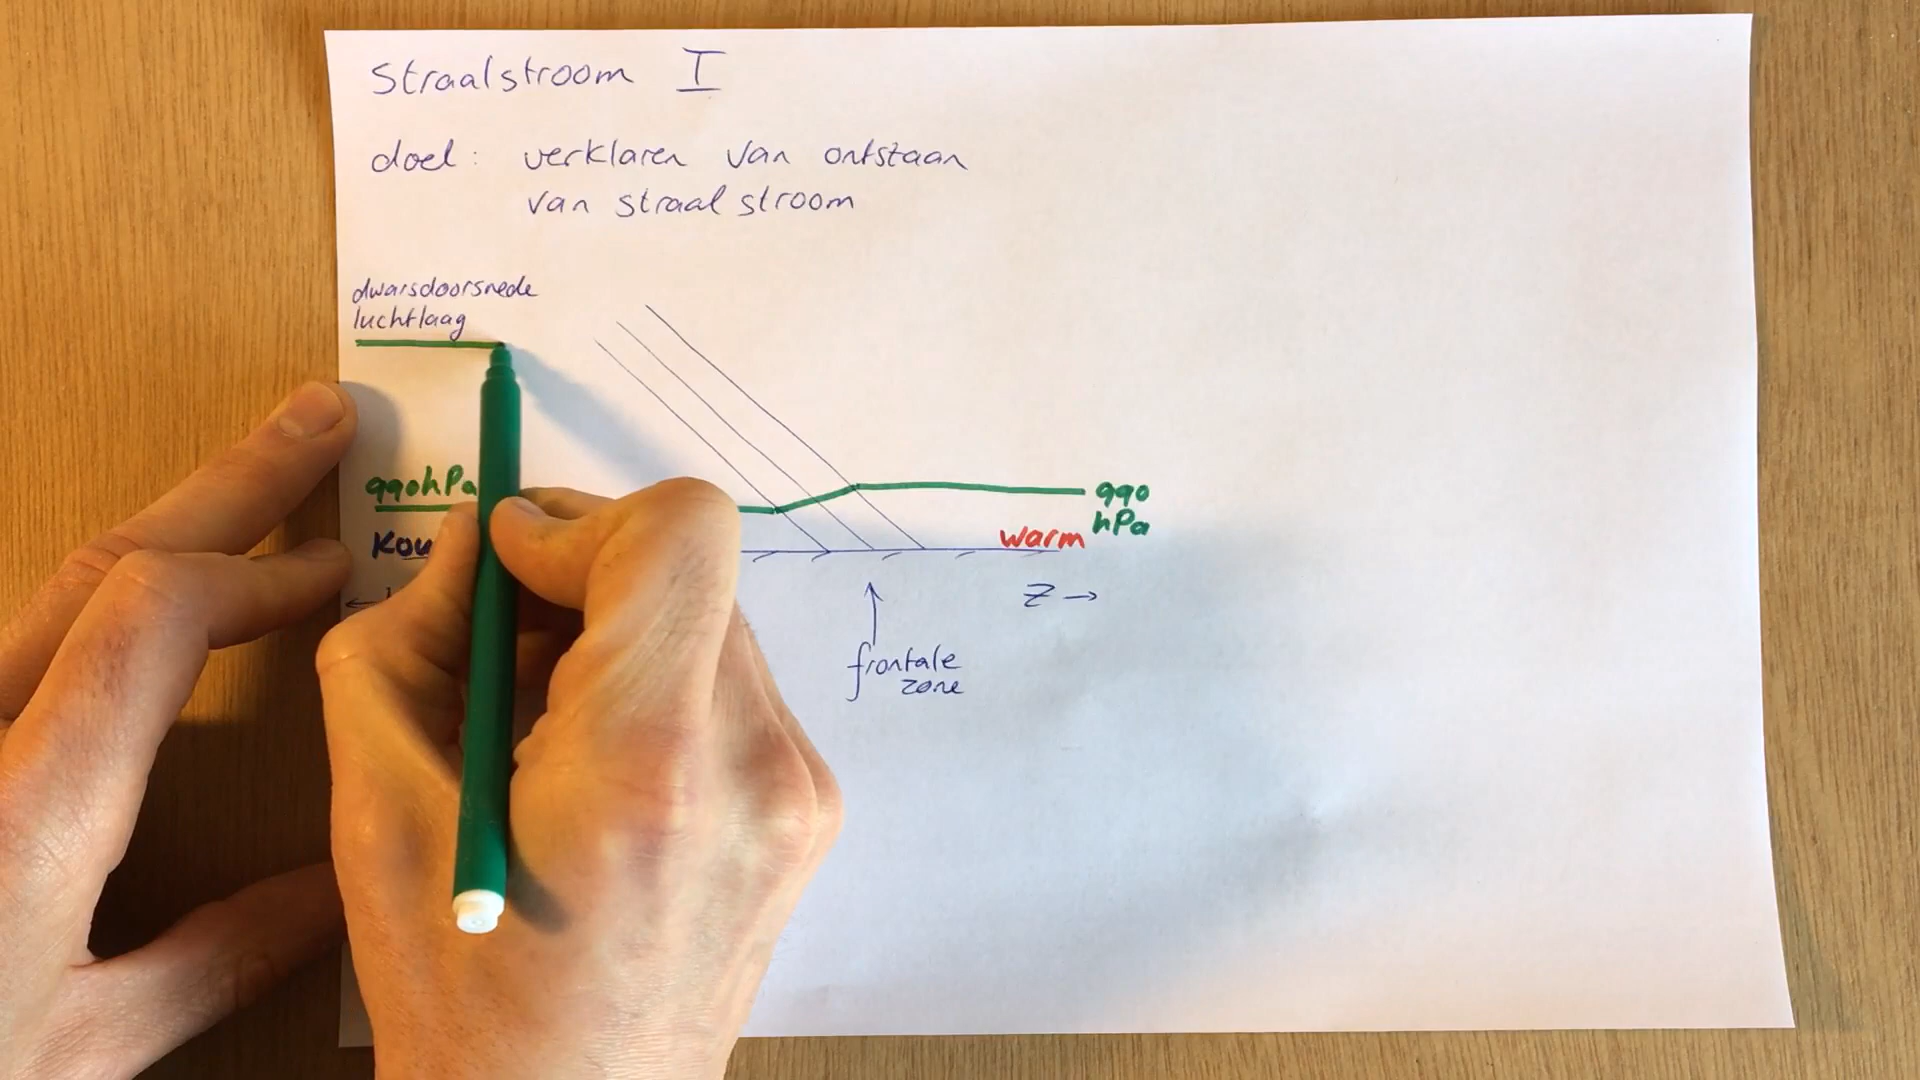 Straalstroom I
doel: verklaren van ontstaan
van straalstroom
dwarsdoorsnede
luchtlaag
990hPa
990
hPa
warm
Z →
frontale
zone